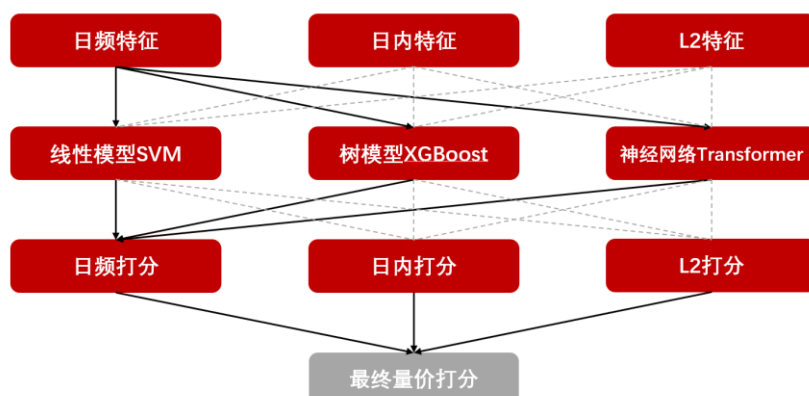 日频特征
日内特征
L2特征
线性模型SVM
树模型XGBoost
神经网络Transformer
日频打分
日内打分
L2打分
最终量价打分